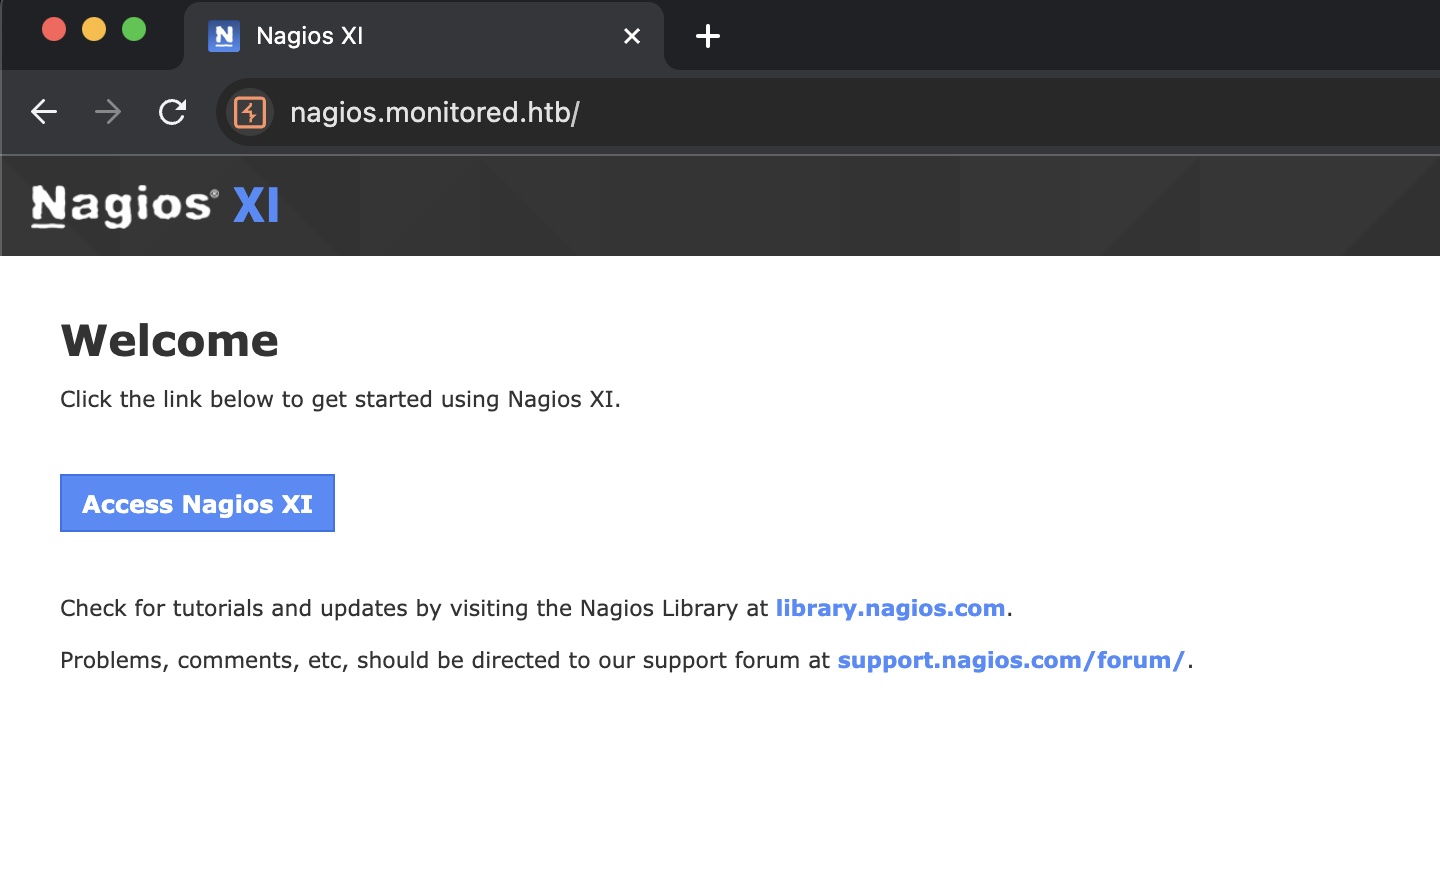 Nagios XI
nagios.monitored.htb/
Nagios® XI
Welcome
Click the link below to get started using Nagios XI.
Access Nagios XI
Check for tutorials and updates by visiting the Nagios Library at library.nagios.com.
Problems, comments, etc, should be directed to our support forum at support.nagios.com/forum/.